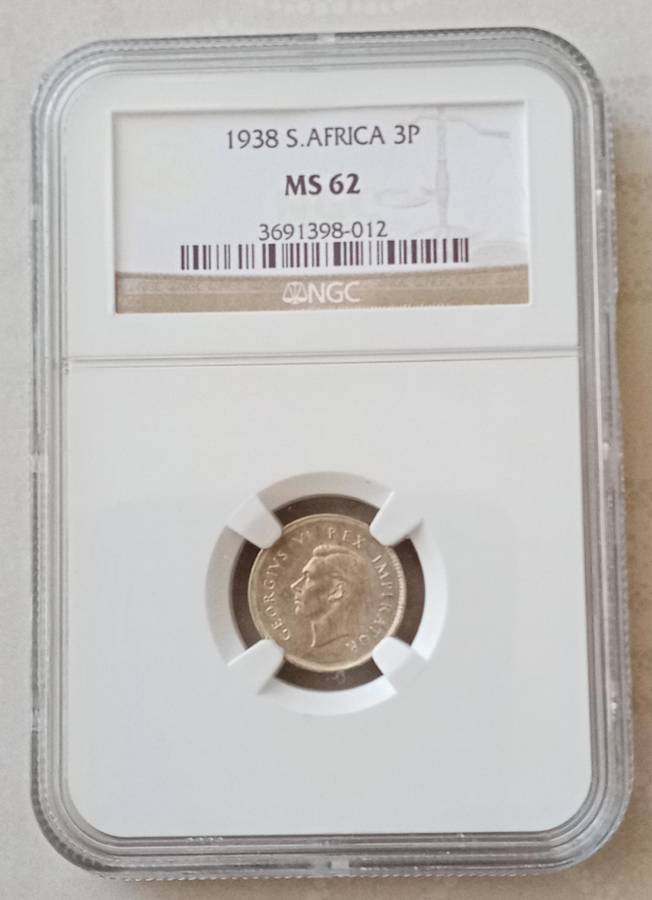 1938 S.AFRICA 3P
MS 62
3691398-012
NGC
GEORGIVS VI REX IMPERATOR